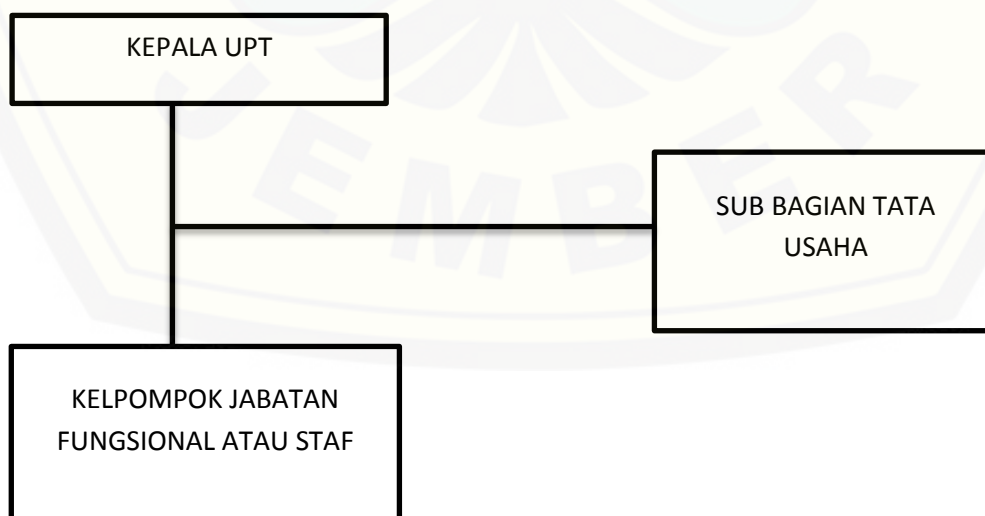 KEPALA UPT
SUB BAGIAN TATA
USAHA
KELPOMPOK JABATAN
FUNGSIONAL ATAU STAF
JEMBER